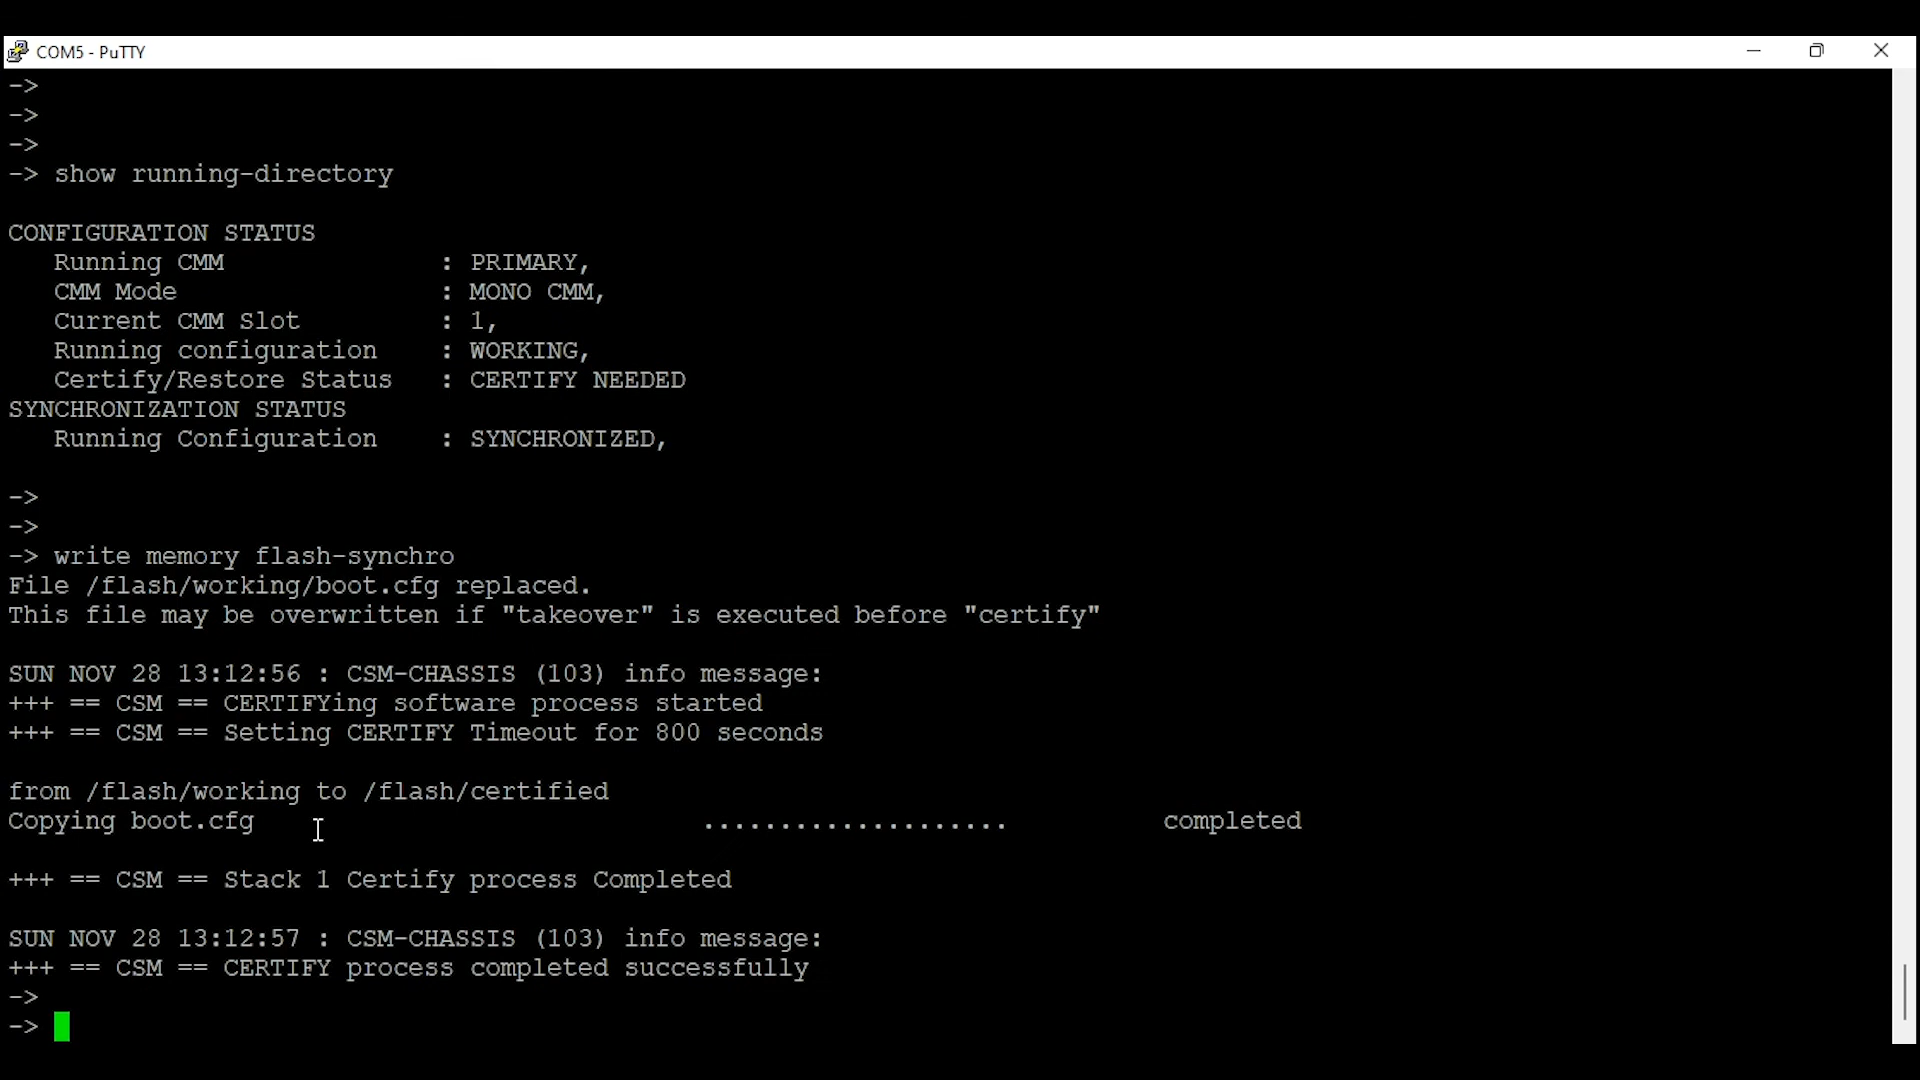 COM5 - PuTTY
->
->
->
-> show running-directory
CONFIGURATION STATUS
Running CMM : PRIMARY,
CMM Mode : MONO CMM,
Current CMM Slot : 1,
Running configuration : WORKING,
Certify/Restore Status : CERTIFY NEEDED
SYNCHRONIZATION STATUS
Running Configuration : SYNCHRONIZED,
->
->
-> write memory flash-synchro
File /flash/working/boot.cfg replaced.
This file may be overwritten if "takeover" is executed before "certify"
SUN NOV 28 13:12:56 : CSM-CHASSIS (103) info message:
+++ == CSM == CERTIFYing software process started
+++ == CSM == Setting CERTIFY Timeout for 800 seconds
from /flash/working to /flash/certified
Copying boot.cfg .................... completed
+++ == CSM == Stack 1 Certify process Completed
SUN NOV 28 13:12:57 : CSM-CHASSIS (103) info message:
+++ == CSM == CERTIFY process completed successfully
->
->